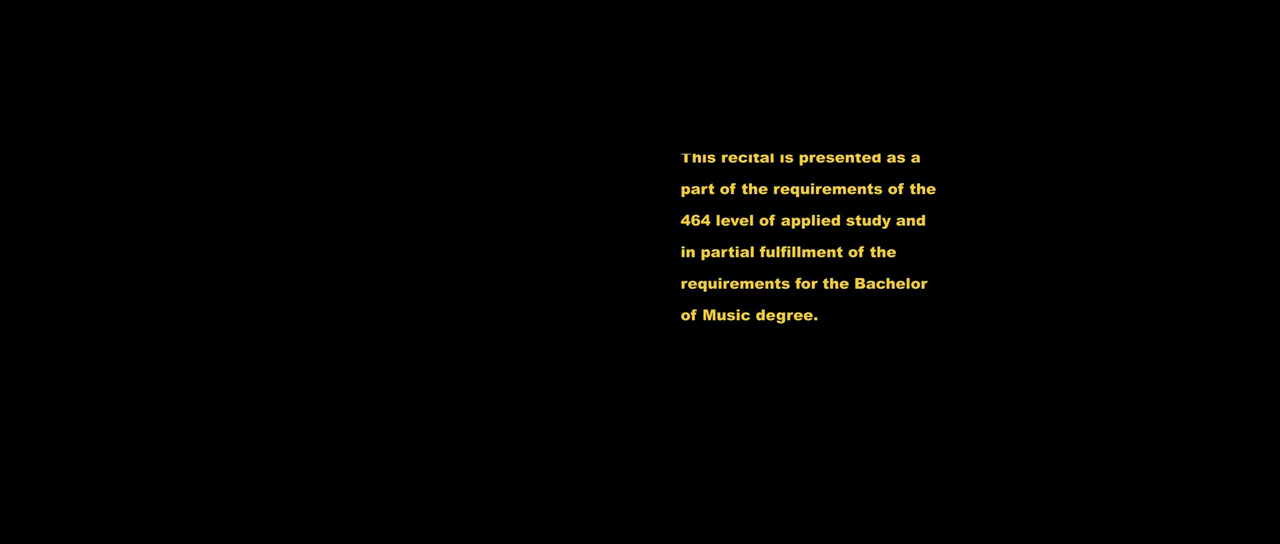 This recital is presented as a
part of the requirements of the
464 level of applied study and
in partial fulfillment of the
requirements for the Bachelor
of Music degree.